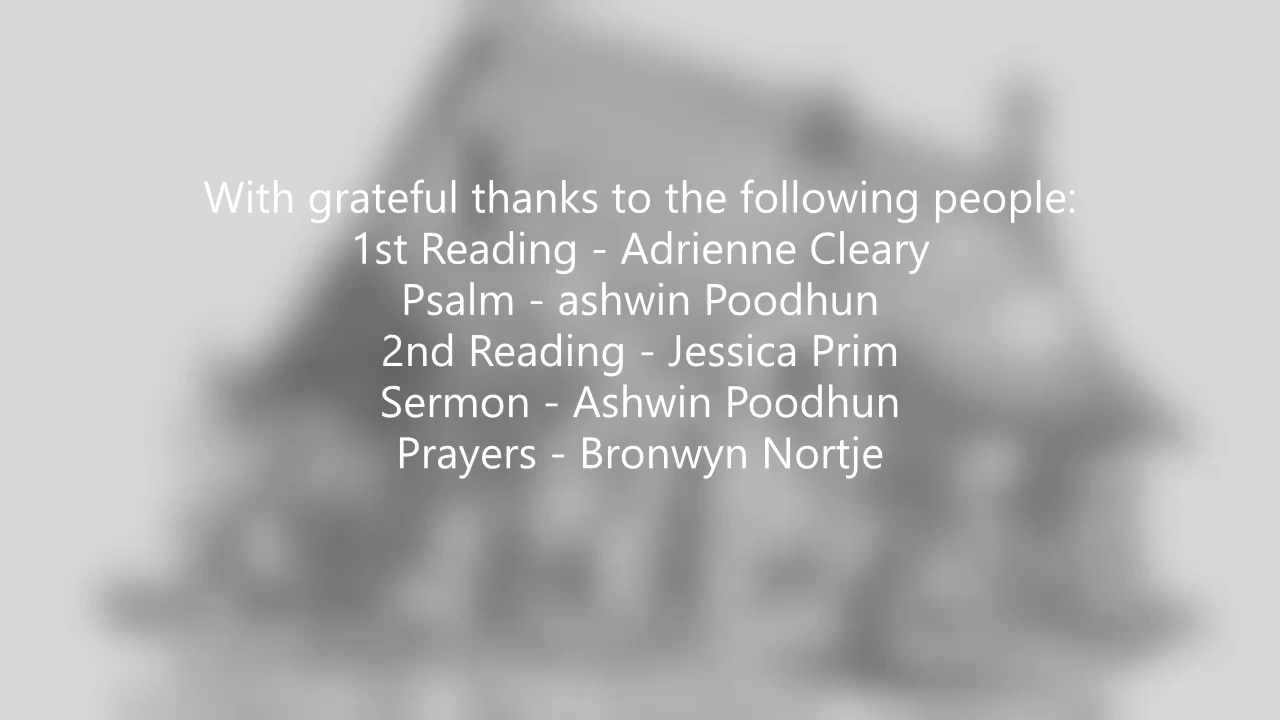 With grateful thanks to the following people:
1st Reading - Adrienne Cleary
Psalm - ashwin Poodhun
2nd Reading - Jessica Prim
Sermon - Ashwin Poodhun
Prayers - Bronwyn Nortje